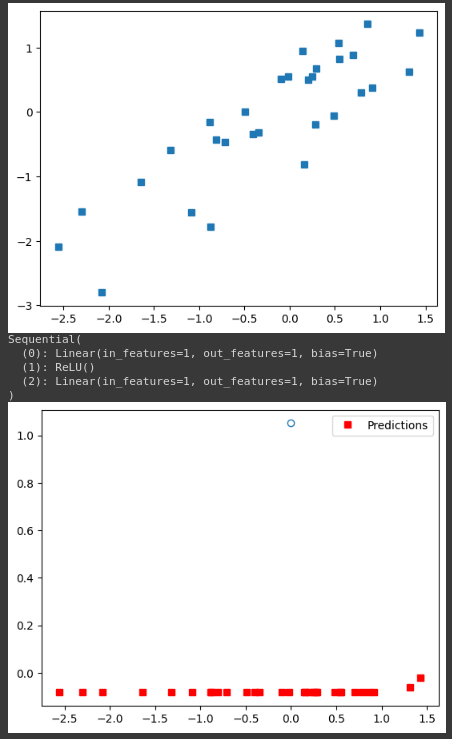 1
0
−1
−2
−3
−2.5 −2.0 −1.5 −1.0 −0.5 0.0 0.5 1.0 1.5
Sequential(
  (0): Linear(in_features=1, out_features=1, bias=True)
  (1): ReLU()
  (2): Linear(in_features=1, out_features=1, bias=True)
)
Predictions
1.0
0.8
0.6
0.4
0.2
0.0
−2.5 −2.0 −1.5 −1.0 −0.5 0.0 0.5 1.0 1.5